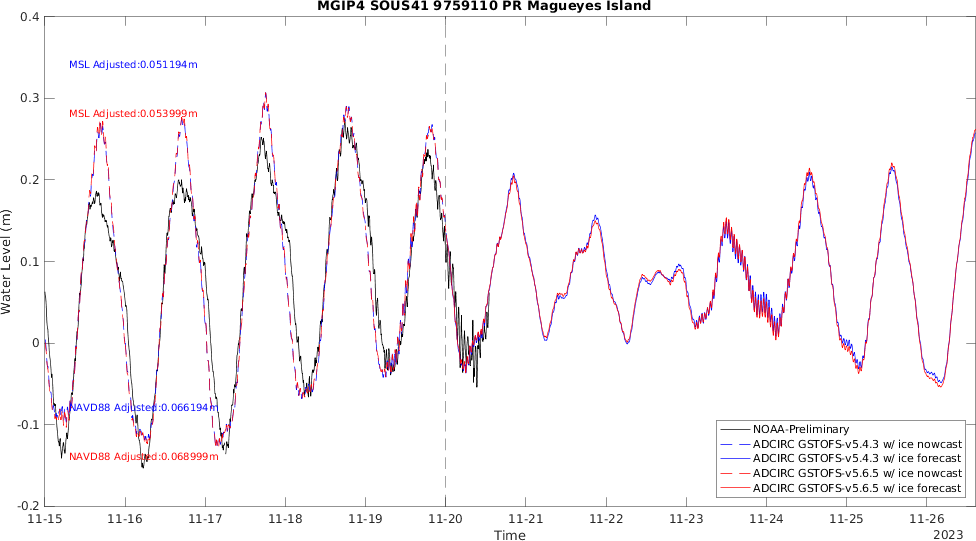 MGIP4 SOUS41 9759110 PR Magueyes Island
0.4
MSL Adjusted:0.051194m
0.3
MSL Adjusted:0.053999m
0.2
Water Level (m)
0.1
0
NAVD88 Adjusted:0.066194m
-0.1
NAVD88 Adjusted:0.068999m
-0.2
NOAA-Preliminary
ADCIRC GSTOFS-v5.4.3 w/ ice nowcast
ADCIRC GSTOFS-v5.4.3 w/ ice forecast
ADCIRC GSTOFS-v5.6.5 w/ ice nowcast
ADCIRC GSTOFS-v5.6.5 w/ ice forecast
11-15 11-16 11-17 11-18 11-19 11-20 11-21 11-22 11-23 11-24 11-25 11-26
Time
2023